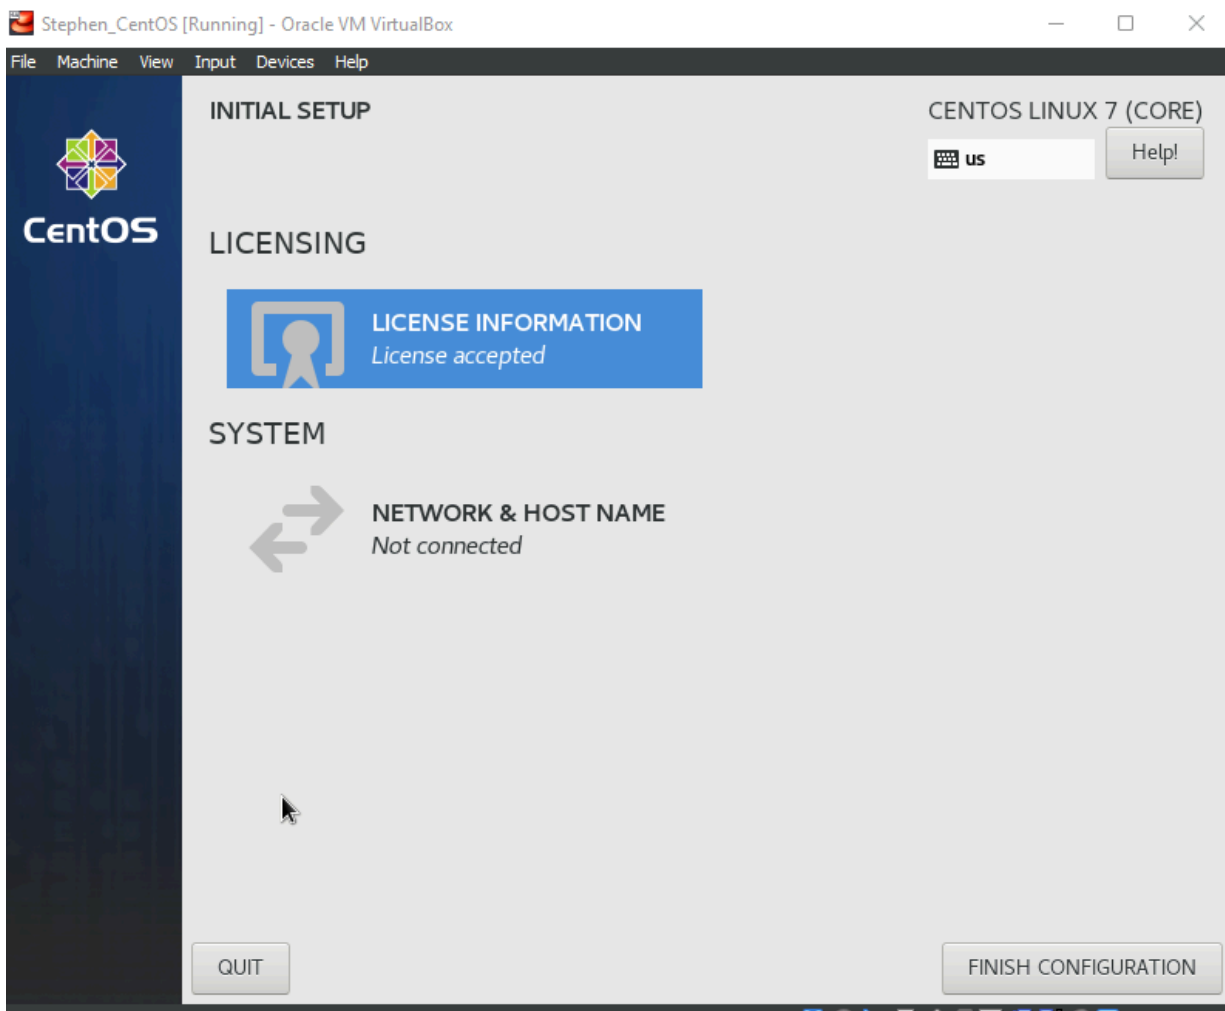 Stephen_CentOS [Running] - Oracle VM VirtualBox
File Machine View Input Devices Help
INITIAL SETUP
CENTOS LINUX 7 (CORE)
us
Help!
CentOS
LICENSING
LICENSE INFORMATION
License accepted
SYSTEM
NETWORK & HOST NAME
Not connected
QUIT
FINISH CONFIGURATION